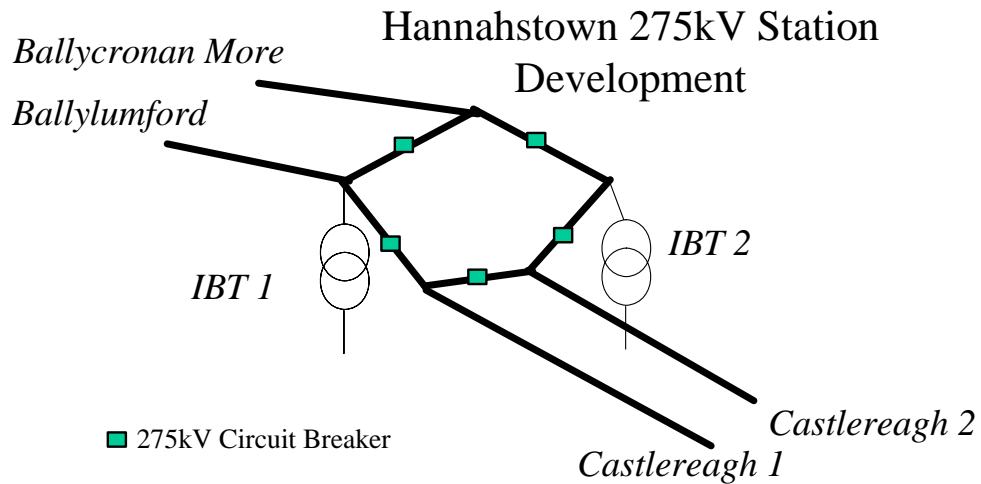 Hannahstown 275kV Station
Development
Ballycronan More
Ballylumford
IBT 1
IBT 2
275kV Circuit Breaker
Castlereagh 2
Castlereagh 1